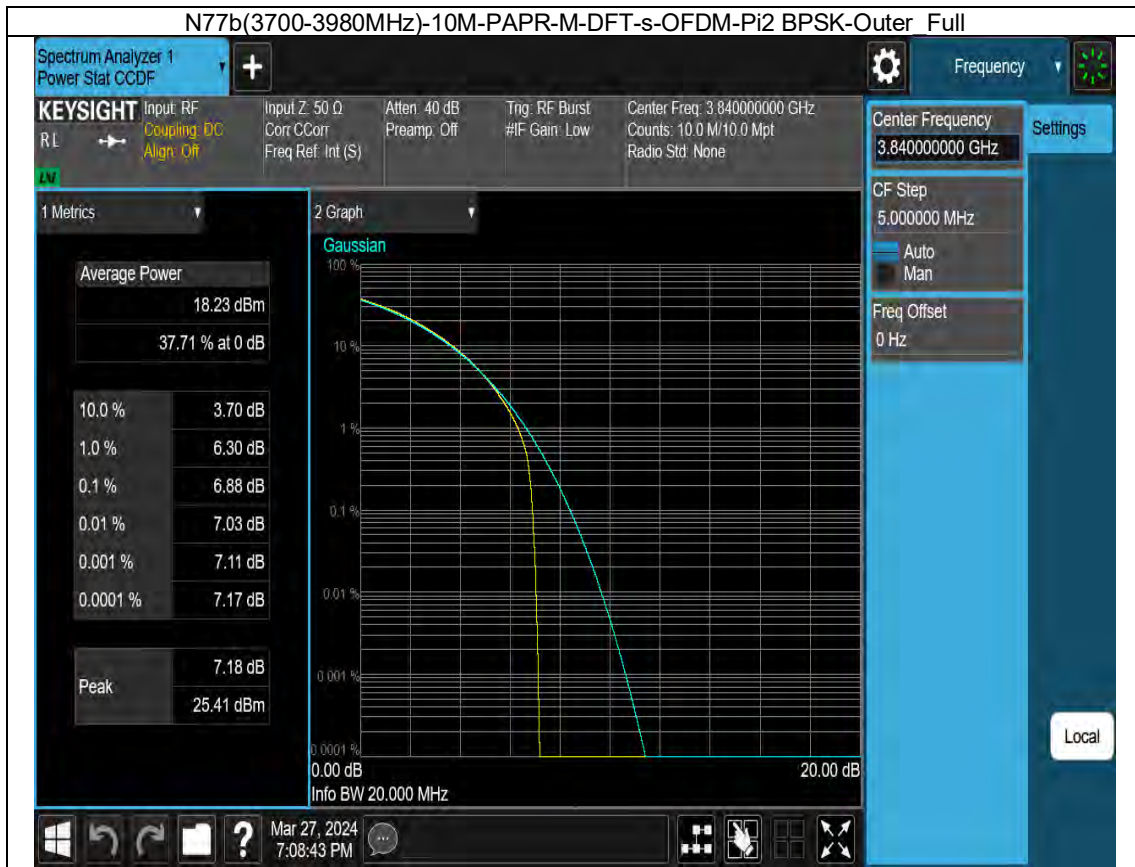 N77b(3700-3980MHz)-10M-PAPR-M-DFT-s-OFDM-Pi2 BPSK-Outer_Full
Spectrum Analyzer 1
Power Stat CCDF
Frequency
KEYSIGHT
Input: RF
Coupling: DC
Align: Off
Input Z: 50 Ω
Corr CCorr
Freq Ref: Int (S)
Atten: 40 dB
Preamp: Off
Trig: RF Burst
#IF Gain: Low
Center Freq: 3.840000000 GHz
Counts: 10.0 M/10.0 Mpt
Radio Std: None
R L
Center Frequency
3.840000000 GHz
Settings
CF Step
5.000000 MHz
Auto
Man
Freq Offset
0 Hz
1 Metrics
Average Power
18.23 dBm
37.71 % at 0 dB
10.0 % 3.70 dB
1.0 % 6.30 dB
0.1 % 6.88 dB
0.01 % 7.03 dB
0.001 % 7.11 dB
0.0001 % 7.17 dB
Peak
7.18 dB
25.41 dBm
2 Graph
Gaussian
100 %
10 %
1 %
0.1 %
0.01 %
0.001 %
0.0001 %
0.00 dB 20.00 dB
Info BW 20.000 MHz
Local
?
Mar 27, 2024
7:08:43 PM